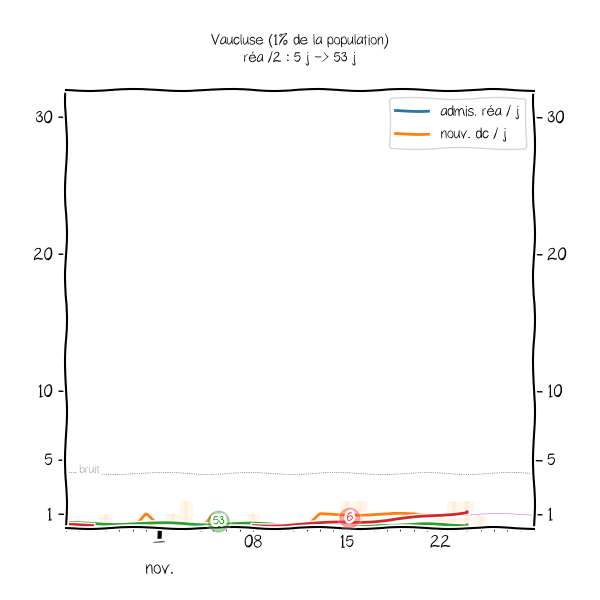 Vaucluse (1% de la population)
réa /2 : 5 j -> 53 j
admis. réa / j
nouv. dc / j
30
30
20
20
10
10
5
5
bruit
1
1
53
6
1
08
15
22
nov.